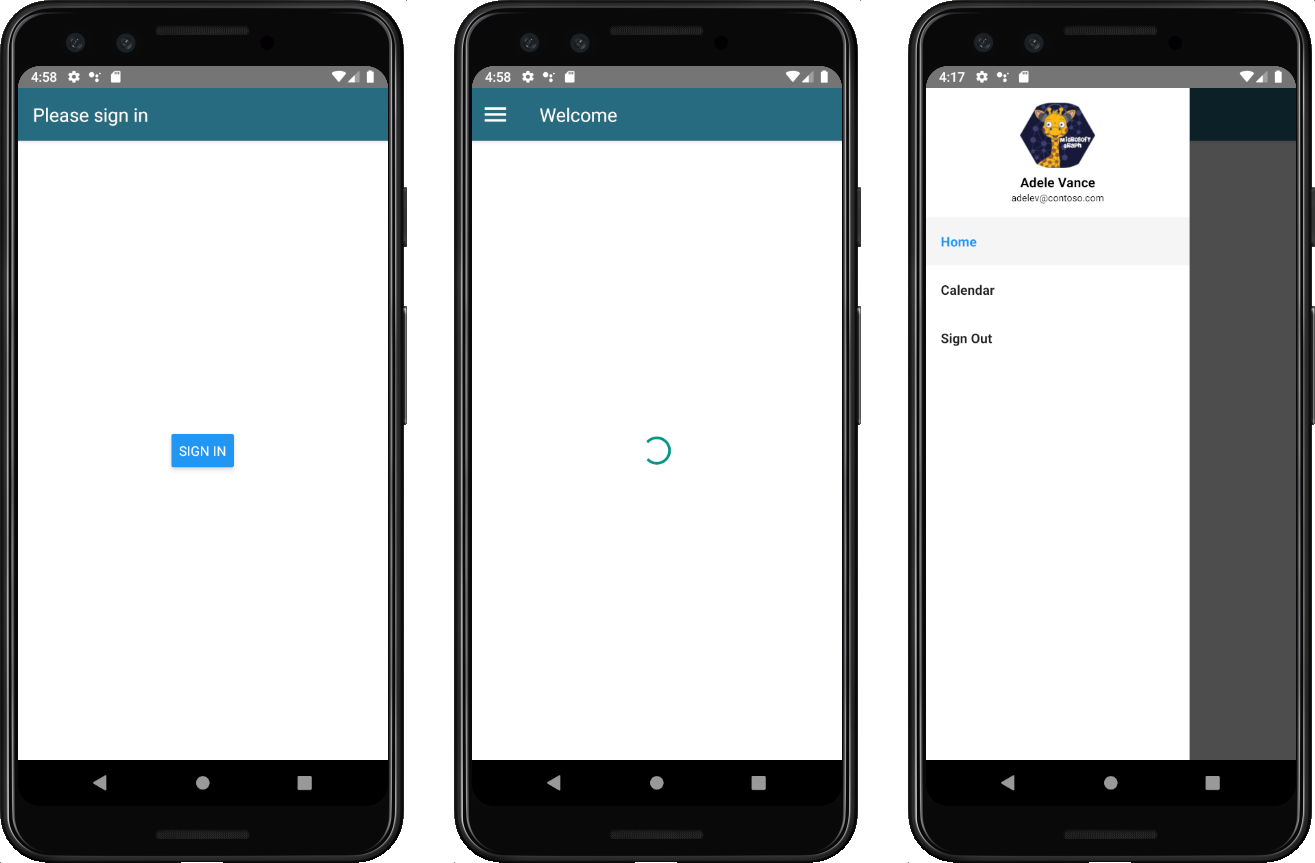 4:58
Please sign in
SIGN IN
4:58
Welcome
4:17
microsoft
graph
Adele Vance
adelev@contoso.com
Home
Calendar
Sign Out